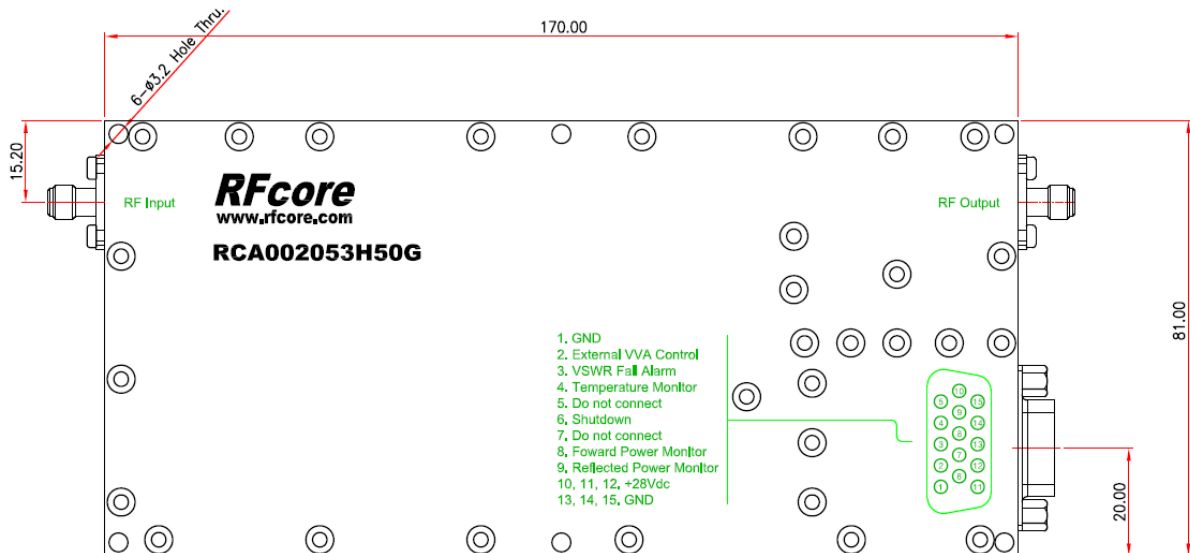 170.00
6-ø3.2 Hole Thru.
15.20
RF Input
RFcore
www.rfcore.com
RCA002053H50G
RF Output
81.00
1. GND
2. External VVA Control
3. VSWR Fail Alarm
4. Temperature Monitor
5. Do not connect
6. Shutdown
7. Do not connect
8. Foward Power Monitor
9. Reflected Power Monitor
10, 11, 12. +28Vdc
13, 14, 15. GND
10
5 15
9
4 14
8
3 13
7
2 12
6
1 11
20.00